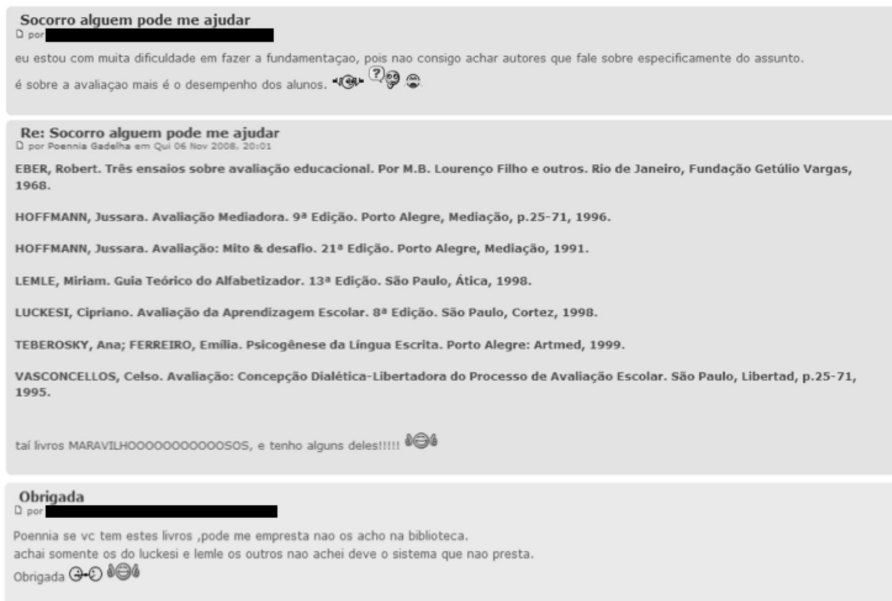 Socorro alguem pode me ajudar
por
eu estou com muita dificuldade em fazer a fundamentaçao, pois nao consigo achar autores que fale sobre especificamente do assunto.
é sobre a avaliaçao mais é o desempenho dos alunos.
Re: Socorro alguem pode me ajudar
por Poennia Gadelha em Qui 06 Nov 2008, 20:01
EBER, Robert. Três ensaios sobre avaliação educacional. Por M.B. Lourenço Filho e outros. Rio de Janeiro, Fundação Getúlio Vargas,
1968.
HOFFMANN, Jussara. Avaliação Mediadora. 9ª Edição. Porto Alegre, Mediação, p.25-71, 1996.
HOFFMANN, Jussara. Avaliação: Mito & desafio. 21ª Edição. Porto Alegre, Mediação, 1991.
LEMLE, Miriam. Guia Teórico do Alfabetizador. 13ª Edição. São Paulo, Ática, 1998.
LUCKESI, Cipriano. Avaliação da Aprendizagem Escolar. 8ª Edição. São Paulo, Cortez, 1998.
TEBEROSKY, Ana; FERREIRO, Emília. Psicogênese da Língua Escrita. Porto Alegre: Artmed, 1999.
VASCONCELLOS, Celso. Avaliação: Concepção Dialética-Libertadora do Processo de Avaliação Escolar. São Paulo, Libertad, p.25-71,
1995.
taí livros MARAVILHOOOOOOOOOOOSOS, e tenho alguns deles!!!!!
Obrigada
por
Poennia se vc tem estes livros ,pode me empresta nao os acho na biblioteca.
achai somente os do luckesi e lemle os outros nao achei deve o sistema que nao presta.
Obrigada